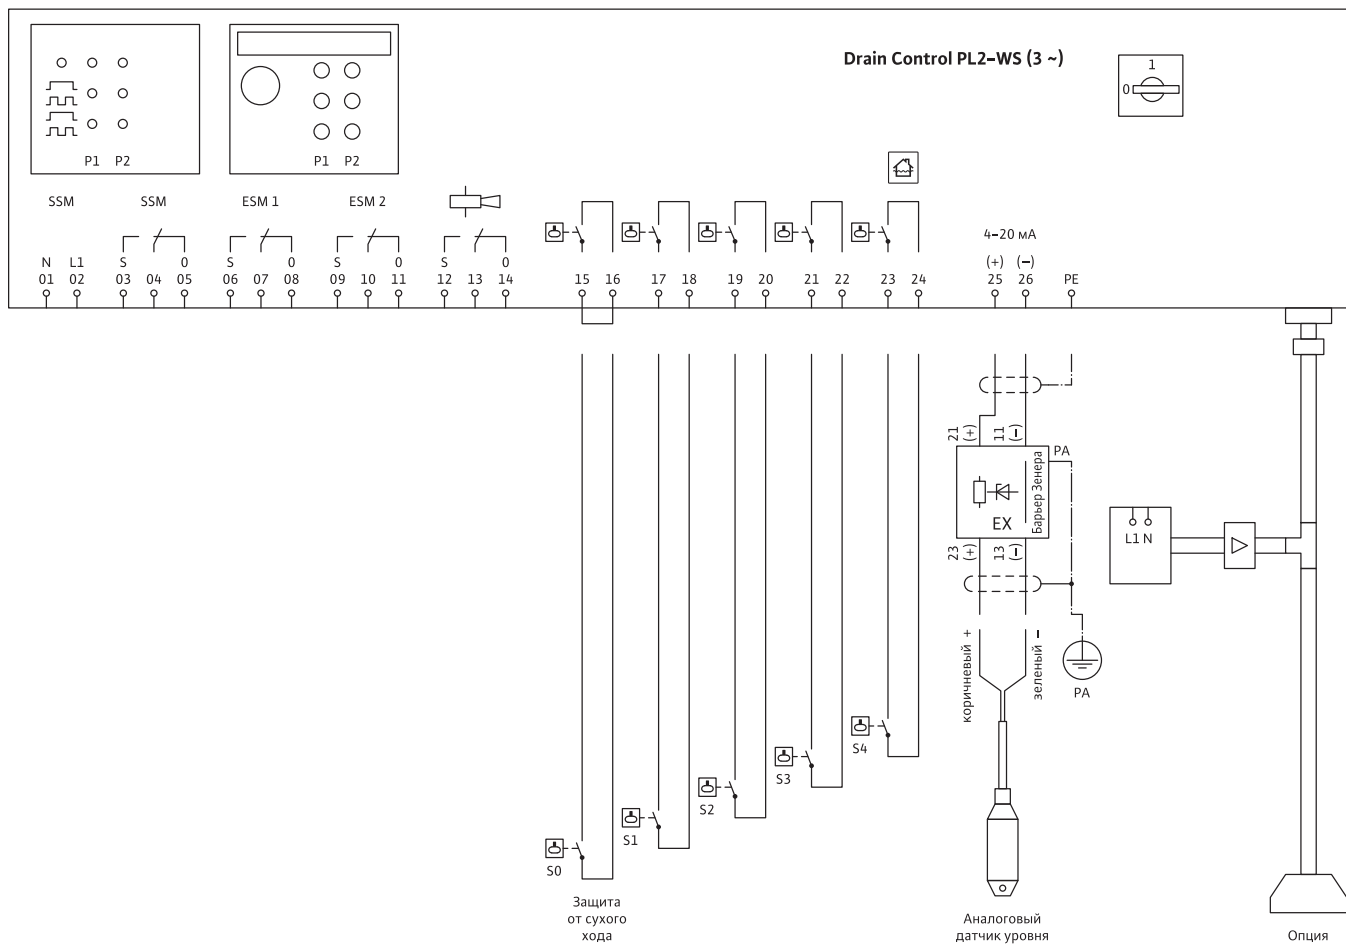 Drain Control PL2-WS (3 ~)
1
0
P1 P2
P1 P2
SSM SSM ESM 1 ESM 2
4-20 мА
N L1 S 0 S 0 S 0 S 0 (+) (−)
01 02 03 04 05 06 07 08 09 10 11 12 13 14 15 16 17 18 19 20 21 22 23 24 25 26 PE
21 (+) 11 (−)
PA
Барьер Зенера
EX
23 (+) 13 (−)
L1 N
коричневый +
зеленый −
PA
S4
S3
S2
S1
S0
Защита
от сухого
хода
Аналоговый
датчик уровня
Опция